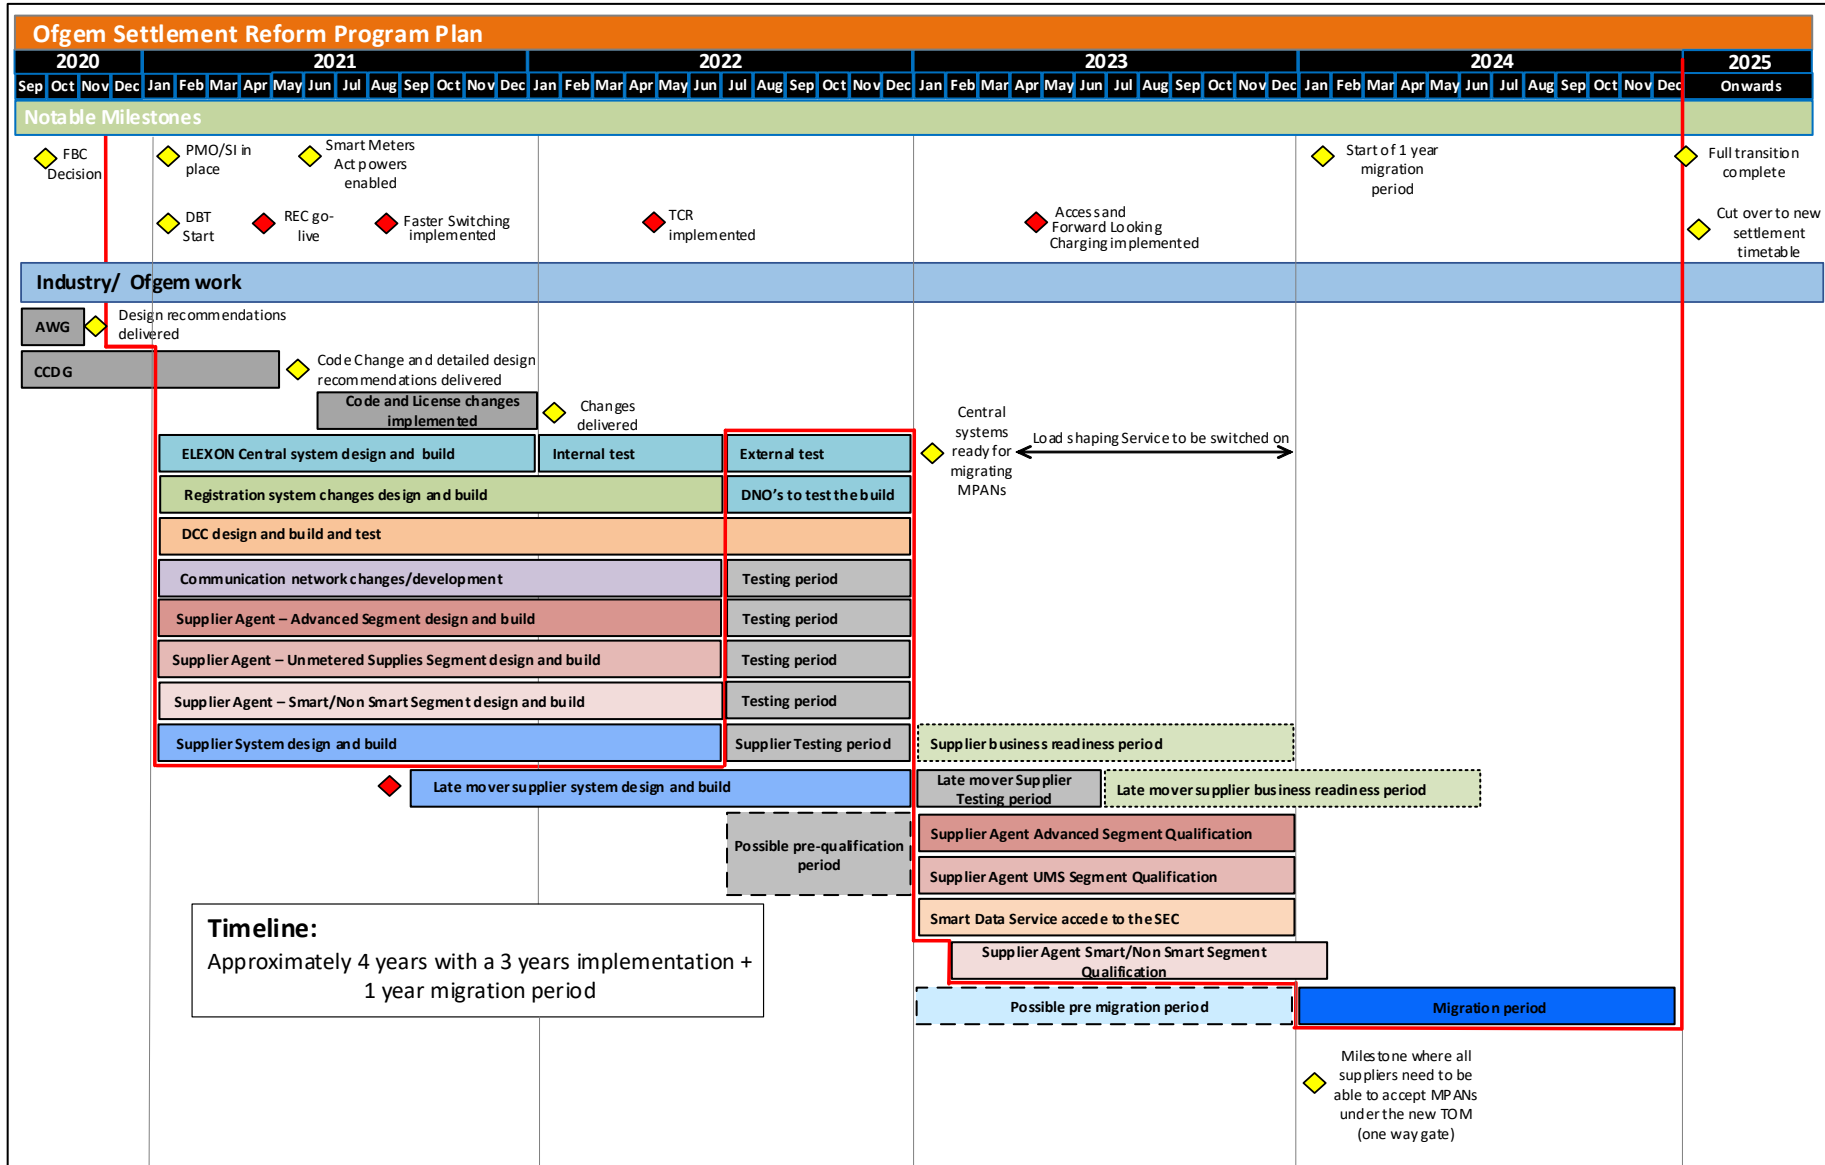 Ofgem Settlement Reform Program Plan
2020 2021 2022 2023 2024 2025
Sep Oct Nov Dec Jan Feb Mar Apr May Jun Jul Aug Sep Oct Nov Dec Jan Feb Mar Apr May Jun Jul Aug Sep Oct Nov Dec Jan Feb Mar Apr May Jun Jul Aug Sep Oct Nov Dec Jan Feb Mar Apr May Jun Jul Aug Sep Oct Nov Dec Onwards
Notable Milestones
FBC
Decision
PMO/SI in
place
Smart Meters
Act powers
enabled
Start of 1 year
migration
period
Full transition
complete
DBT
Start
REC go-
live
Faster Switching
implemented
TCR
implemented
Access and
Forward Looking
Charging implemented
Cut over to new
settlement
timetable
Industry/ Ofgem work
AWG
Design recommendations
delivered
CCDG
Code Change and detailed design
recommendations delivered
Code and License changes
implemented
Changes
delivered
ELEXON Central system design and build
Internal test
External test
Central
systems
ready for
migrating
MPANs
Load shaping Service to be switched on
Registration system changes design and build
DNO's to test the build
DCC design and build and test
Communication network changes/development
Testing period
Supplier Agent – Advanced Segment design and build
Testing period
Supplier Agent – Unmetered Supplies Segment design and build
Testing period
Supplier Agent – Smart/Non Smart Segment design and build
Testing period
Supplier System design and build
Supplier Testing period
Supplier business readiness period
Late mover supplier system design and build
Late mover Supplier
Testing period
Late mover supplier business readiness period
Possible pre-qualification
period
Supplier Agent Advanced Segment Qualification
Supplier Agent UMS Segment Qualification
Smart Data Service accede to the SEC
Supplier Agent Smart/Non Smart Segment
Qualification
Timeline:
Approximately 4 years with a 3 years implementation +
1 year migration period
Possible pre migration period
Migration period
Milestone where all
suppliers need to be
able to accept MPANs
under the new TOM
(one way gate)